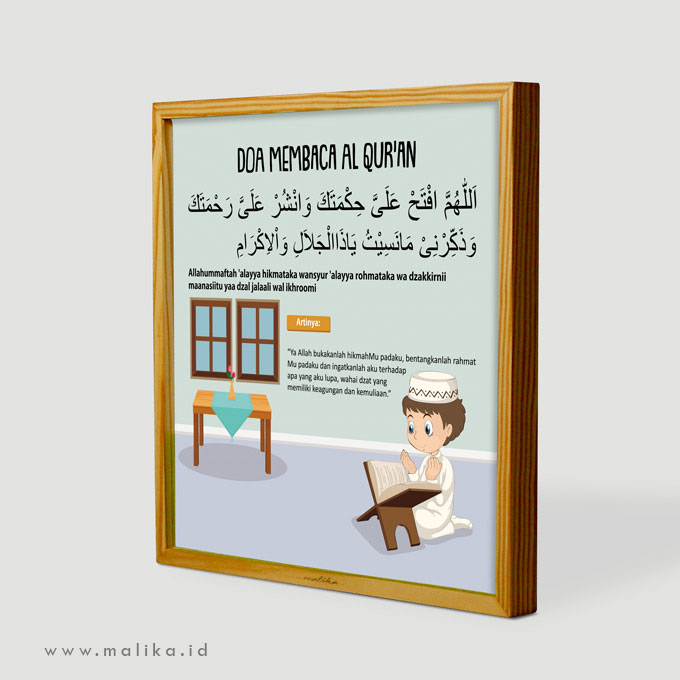 DOA MEMBACA AL QUR'AN
اَللّٰهُمَّ افْتَحْ عَلَىَّ حِكْمَتَكَ وَانْشُرْ عَلَىَّ رَحْمَتَكَ
وَذَكِّرْنِىْ مَانَسِيْتُ يَاذَاالْجَلَالِ وَاْلاِكْرَامِ
Allahummaftah 'alayya hikmataka wansyur 'alayya rohmataka wa dzakkirnii
maanasiitu yaa dzal jalaali wal ikhroomi
Artinya:
"Ya Allah bukakanlah hikmahMu padaku, bentangkanlah rahmat
Mu padaku dan ingatkanlah aku terhadap
apa yang aku lupa, wahai dzat yang
memiliki keagungan dan kemuliaan."
malika
www.malika.id